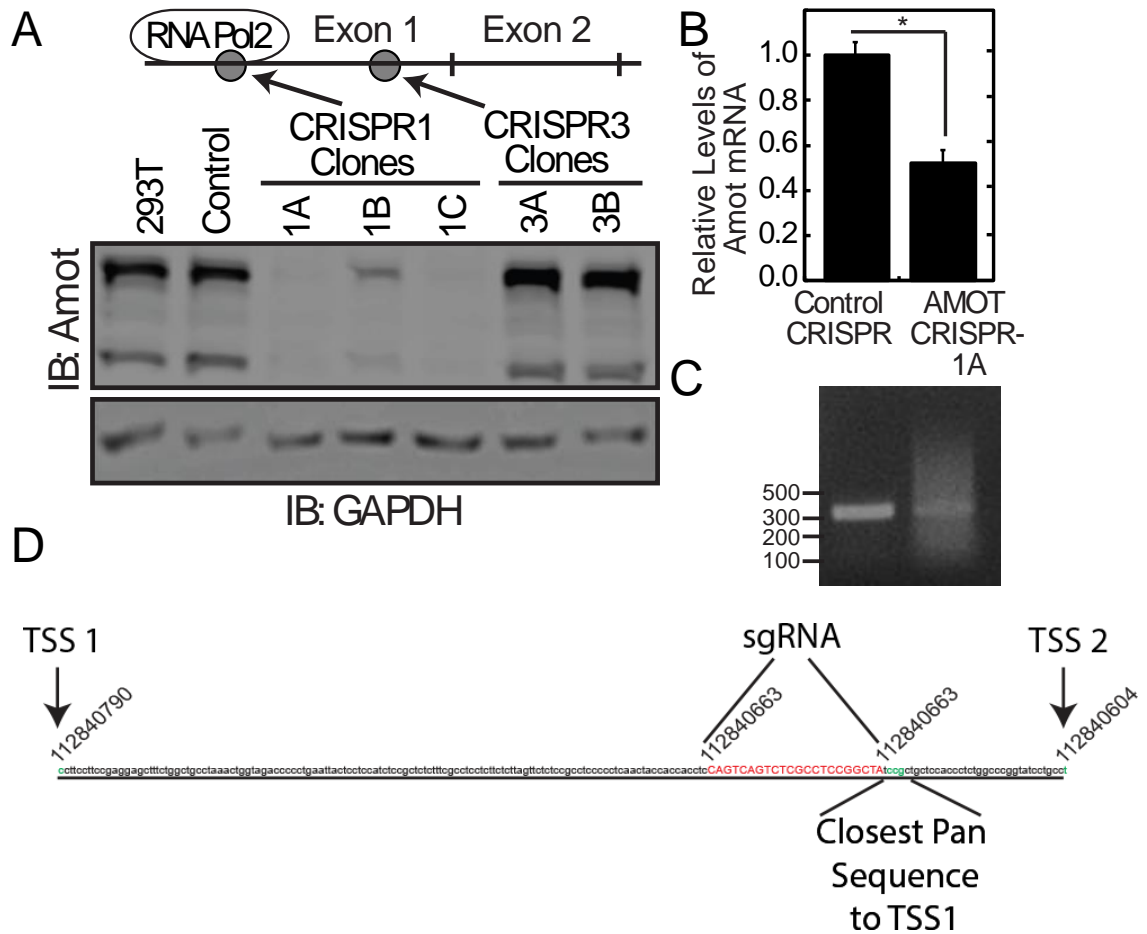 A
RNA Pol2
Exon 1
Exon 2
CRISPR1
Clones
CRISPR3
Clones
293T
Control
1A
1B
1C
3A
3B
IB: Amot
IB: GAPDH
B
Relative Levels of
Amot mRNA
*
1.0
0.8
0.6
0.4
0.2
0.0
Control
CRISPR
AMOT
CRISPR-
1A
C
500
300
200
100
D
TSS 1
sgRNA
TSS 2
112840790
112840663
112840663
112840604
CAGTCAGTCTCGCCTCCGGCTAtccgctgctccaccctctggcccggtatcctgcct
Closest Pan
Sequence
to TSS1